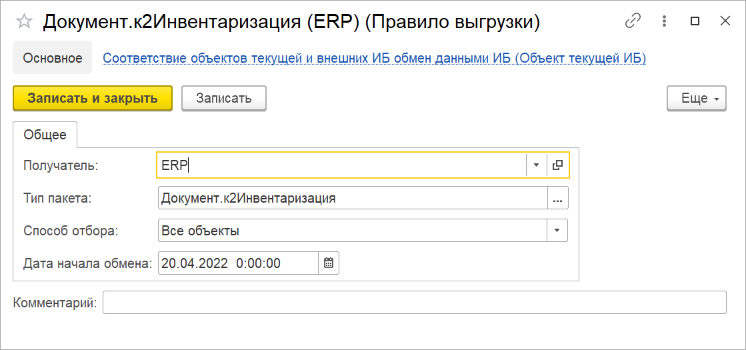 Документ.к2Инвентаризация (ERP) (Правило выгрузки)
Основное Соответствие объектов текущей и внешних ИБ обмен данными ИБ (Объект текущей ИБ)
Записать и закрыть Записать Еще
Общее
Получатель: ERP
Тип пакета: Документ.к2Инвентаризация ...
Способ отбора: Все объекты
Дата начала обмена: 20.04.2022 0:00:00
Комментарий: